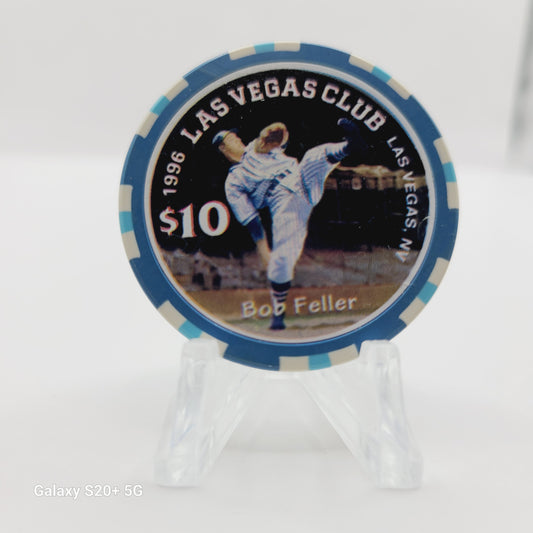 1996 LAS VEGAS CLUB LAS VEGAS, NV
$10
Bob Feller
Galaxy S20+ 5G